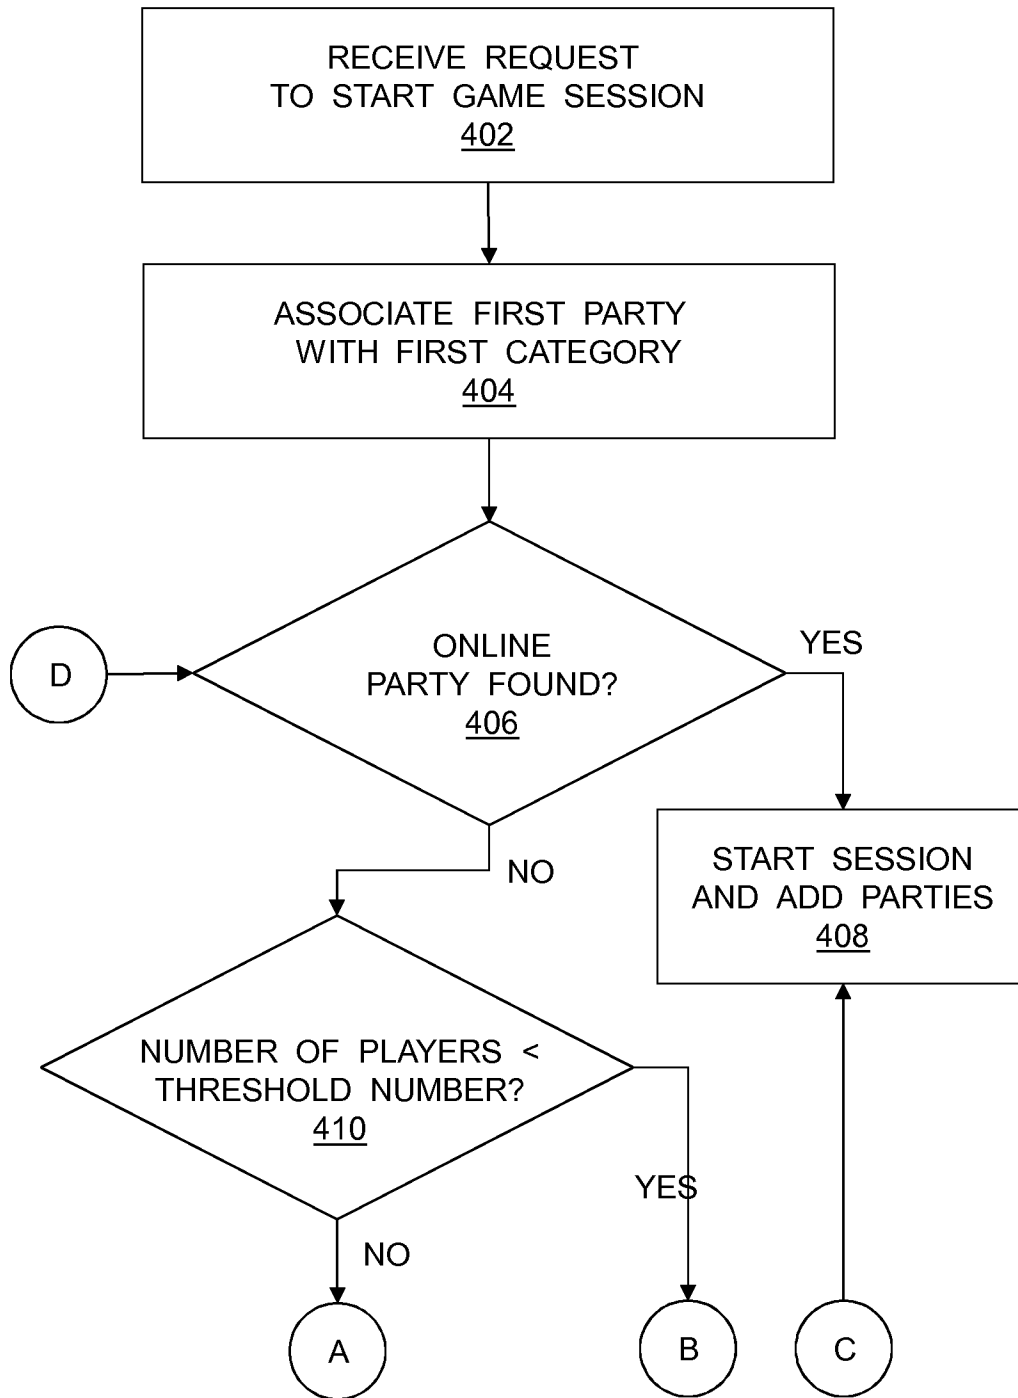 RECEIVE REQUEST
TO START GAME SESSION
402
ASSOCIATE FIRST PARTY
WITH FIRST CATEGORY
404
D
ONLINE
PARTY FOUND?
406
YES
NO
START SESSION
AND ADD PARTIES
408
NUMBER OF PLAYERS <
THRESHOLD NUMBER?
410
YES
NO
A
B
C